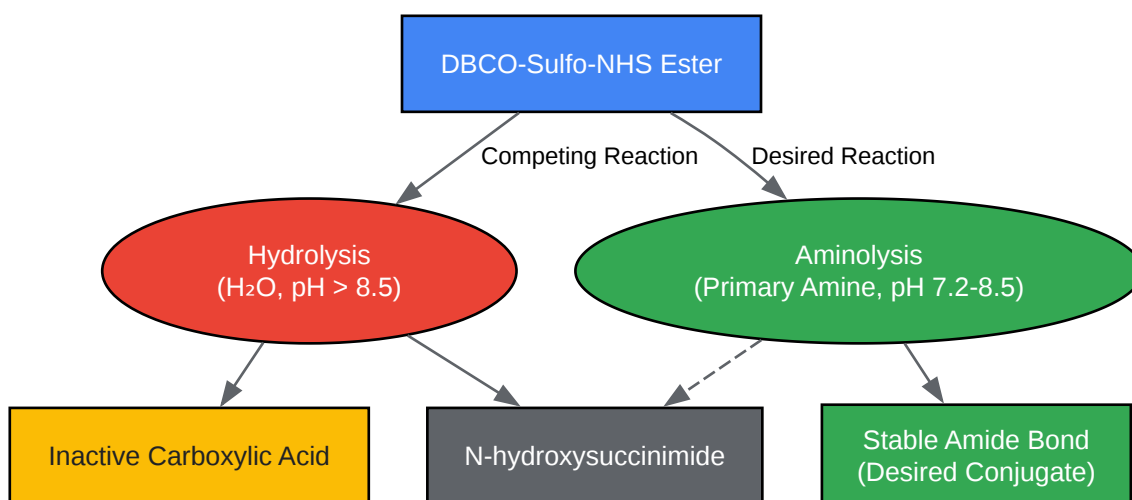 DBCO-Sulfo-NHS Ester
Competing Reaction
Desired Reaction
Hydrolysis
(H₂O, pH > 8.5)
Aminolysis
(Primary Amine, pH 7.2-8.5)
Inactive Carboxylic Acid
N-hydroxysuccinimide
Stable Amide Bond
(Desired Conjugate)